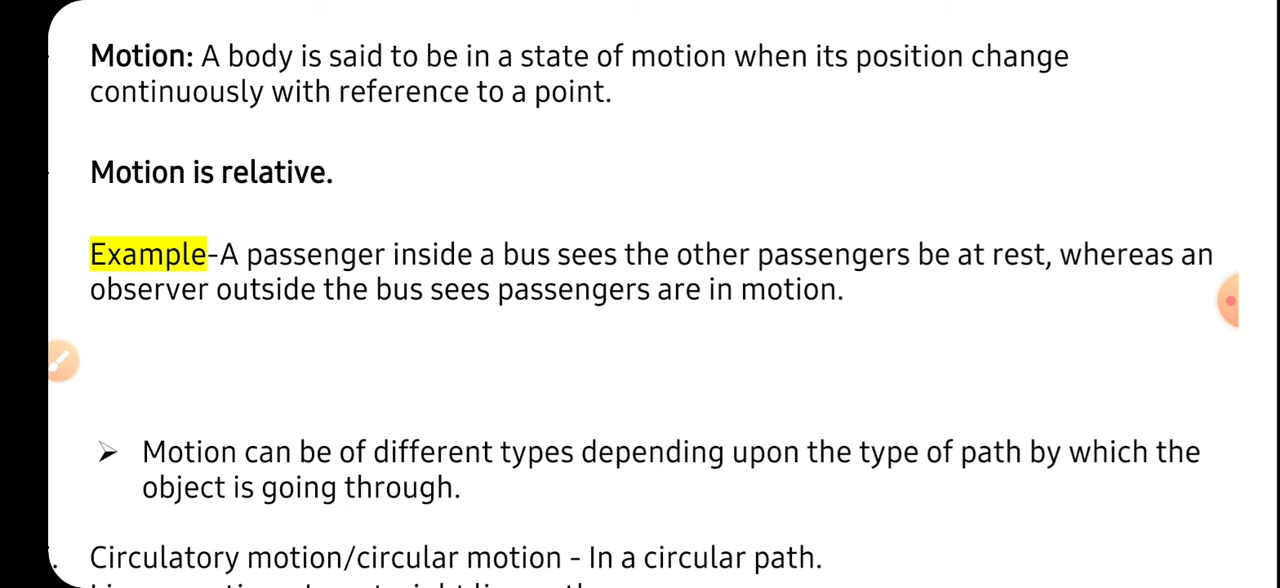 Motion: A body is said to be in a state of motion when its position change
continuously with reference to a point.
Motion is relative.
Example-A passenger inside a bus sees the other passengers be at rest, whereas an
observer outside the bus sees passengers are in motion.
➢ Motion can be of different types depending upon the type of path by which the
object is going through.
Circulatory motion/circular motion - In a circular path.